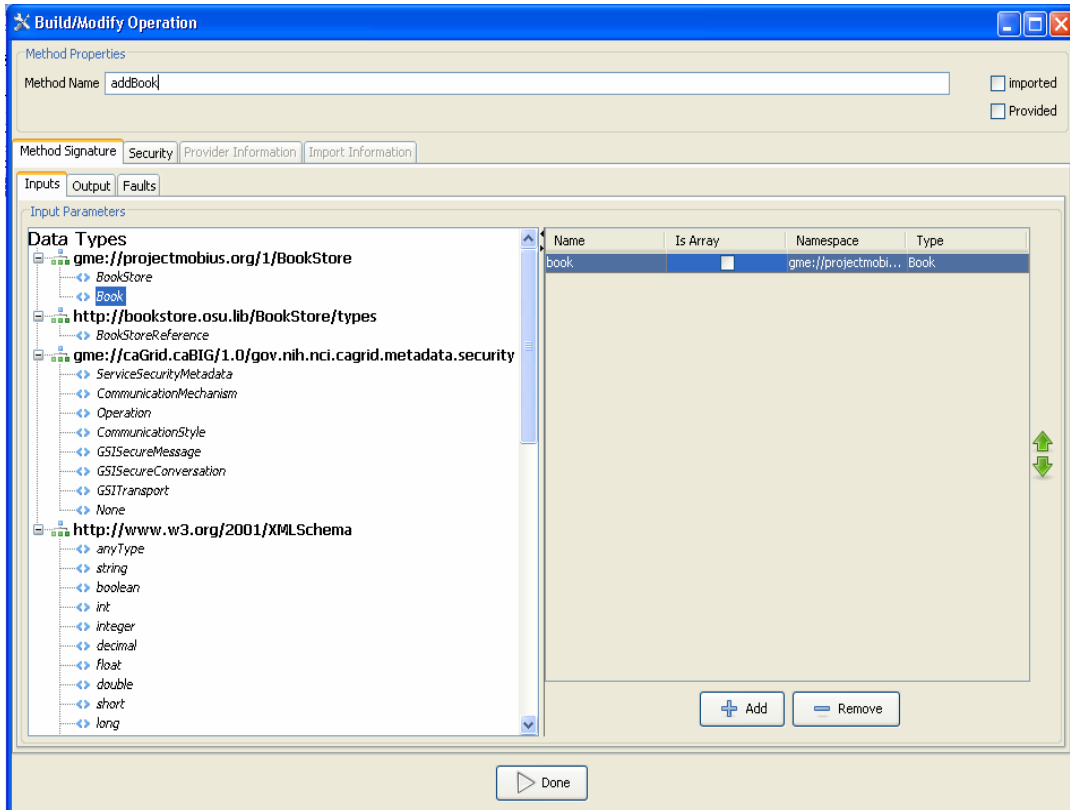 Build/Modify Operation
Method Properties
Method Name addBook
imported
Provided
Method Signature Security Provider Information Import Information
Inputs Output Faults
Input Parameters
Data Types
gme://projectmobius.org/1/BookStore
BookStore
Book
http://bookstore.osu.lib/BookStore/types
BookStoreReference
gme://caGrid.caBIG/1.0/gov.nih.nci.cagrid.metadata.security
ServiceSecurityMetadata
CommunicationMechanism
Operation
CommunicationStyle
GSISecureMessage
GSISecureConversation
GSITransport
None
http://www.w3.org/2001/XMLSchema
anyType
string
boolean
int
integer
decimal
float
double
short
long
Name Is Array Namespace Type
book gme://projectmobi... Book
Add Remove
Done